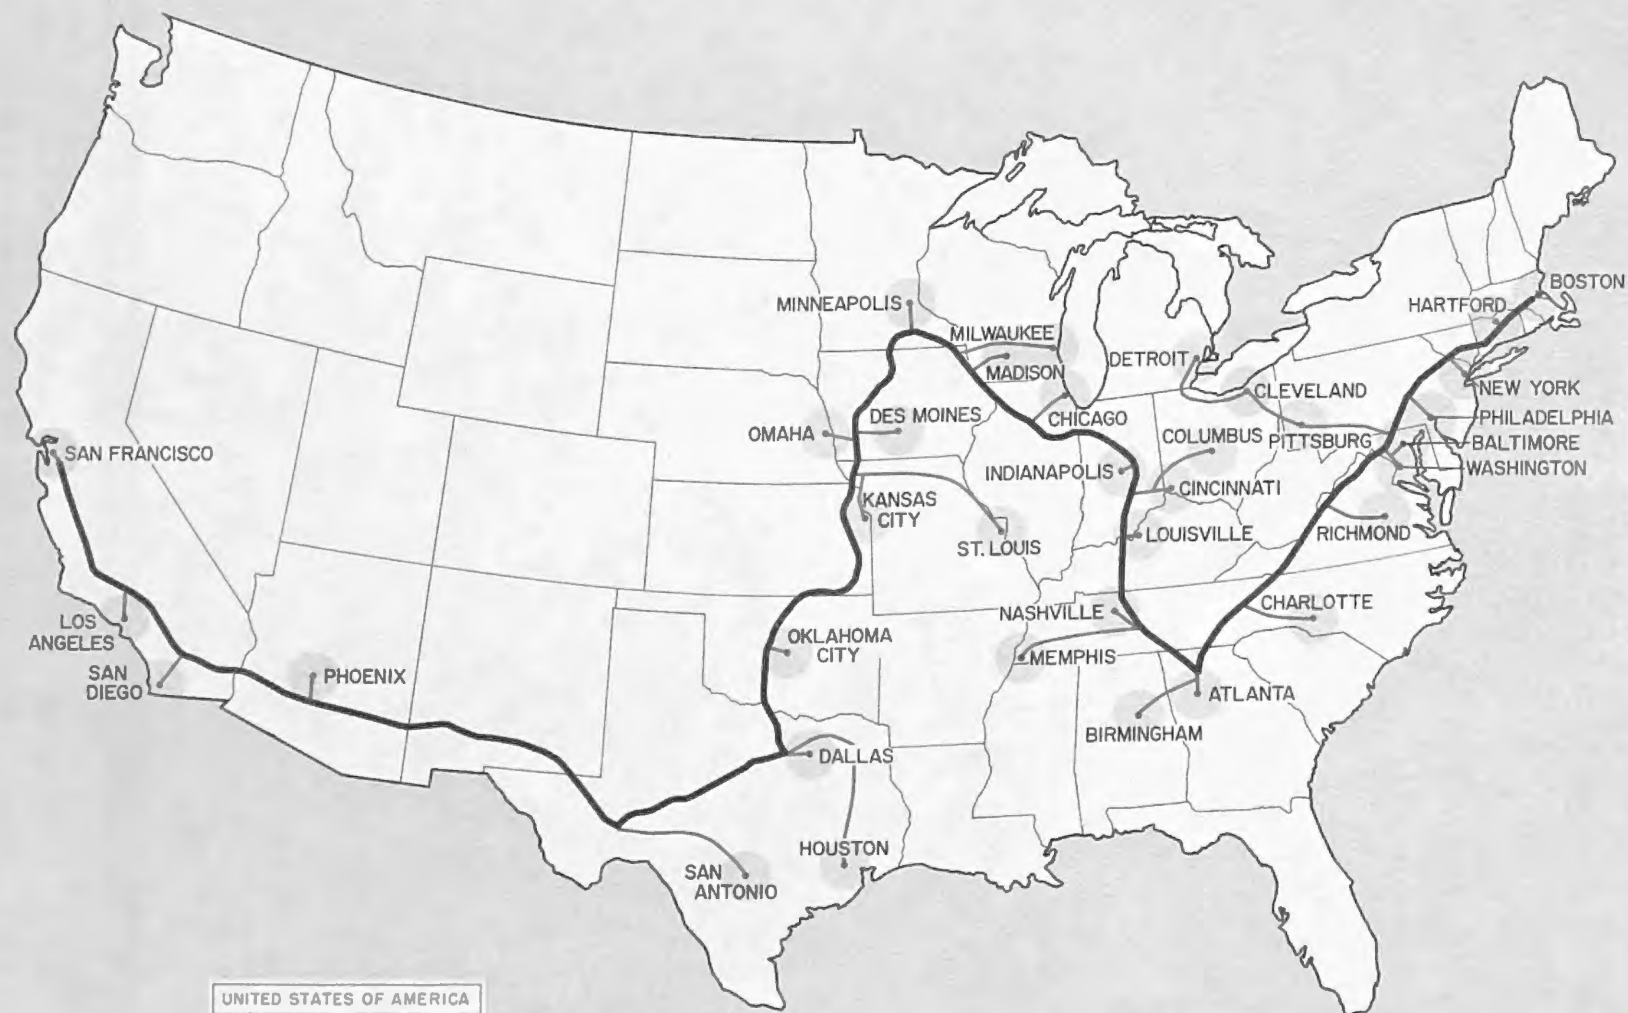 BOSTON
HARTFORD
MINNEAPOLIS
MILWAUKEE
DETROIT
MADISON
CLEVELAND
NEW YORK
CHICAGO
DES MOINES
PHILADELPHIA
OMAHA
COLUMBUS
PITTSBURG
BALTIMORE
SAN FRANCISCO
INDIANAPOLIS
WASHINGTON
CINCINNATI
KANSAS
CITY
RICHMOND
LOUISVILLE
ST. LOUIS
CHARLOTTE
NASHVILLE
LOS
ANGELES
OKLAHOMA
CITY
MEMPHIS
SAN
DIEGO
PHOENIX
ATLANTA
BIRMINGHAM
DALLAS
HOUSTON
SAN
ANTONIO
UNITED STATES OF AMERICA